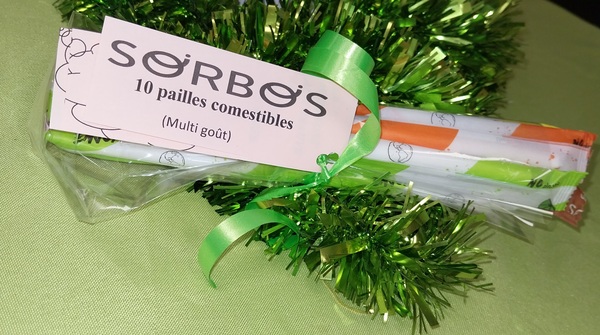 SORBOS
10 pailles comestibles
(Multi goût)